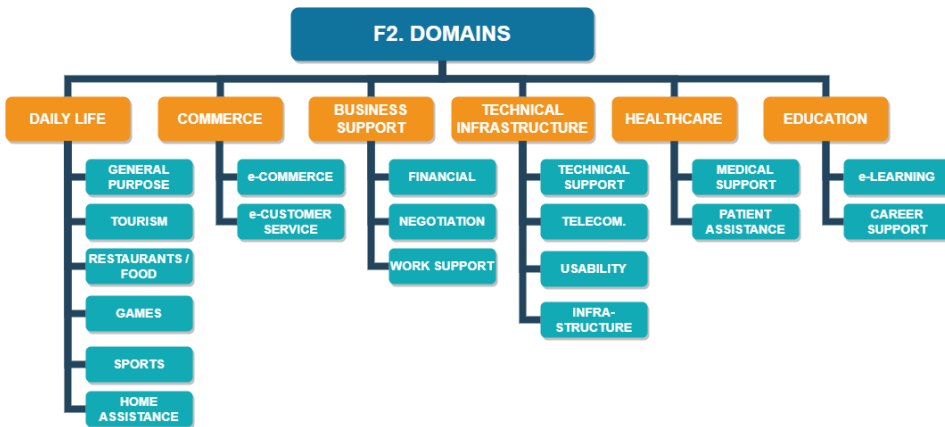 F2. DOMAINS
DAILY LIFE
GENERAL
PURPOSE
TOURISM
RESTAURANTS /
FOOD
GAMES
SPORTS
HOME
ASSISTANCE
COMMERCE
e-COMMERCE
e-CUSTOMER
SERVICE
BUSINESS
SUPPORT
FINANCIAL
NEGOTIATION
WORK SUPPORT
TECHNICAL
INFRASTRUCTURE
TECHNICAL
SUPPORT
TELECOM.
USABILITY
INFRA-
STRUCTURE
HEALTHCARE
MEDICAL
SUPPORT
PATIENT
ASSISTANCE
EDUCATION
e-LEARNING
CAREER
SUPPORT